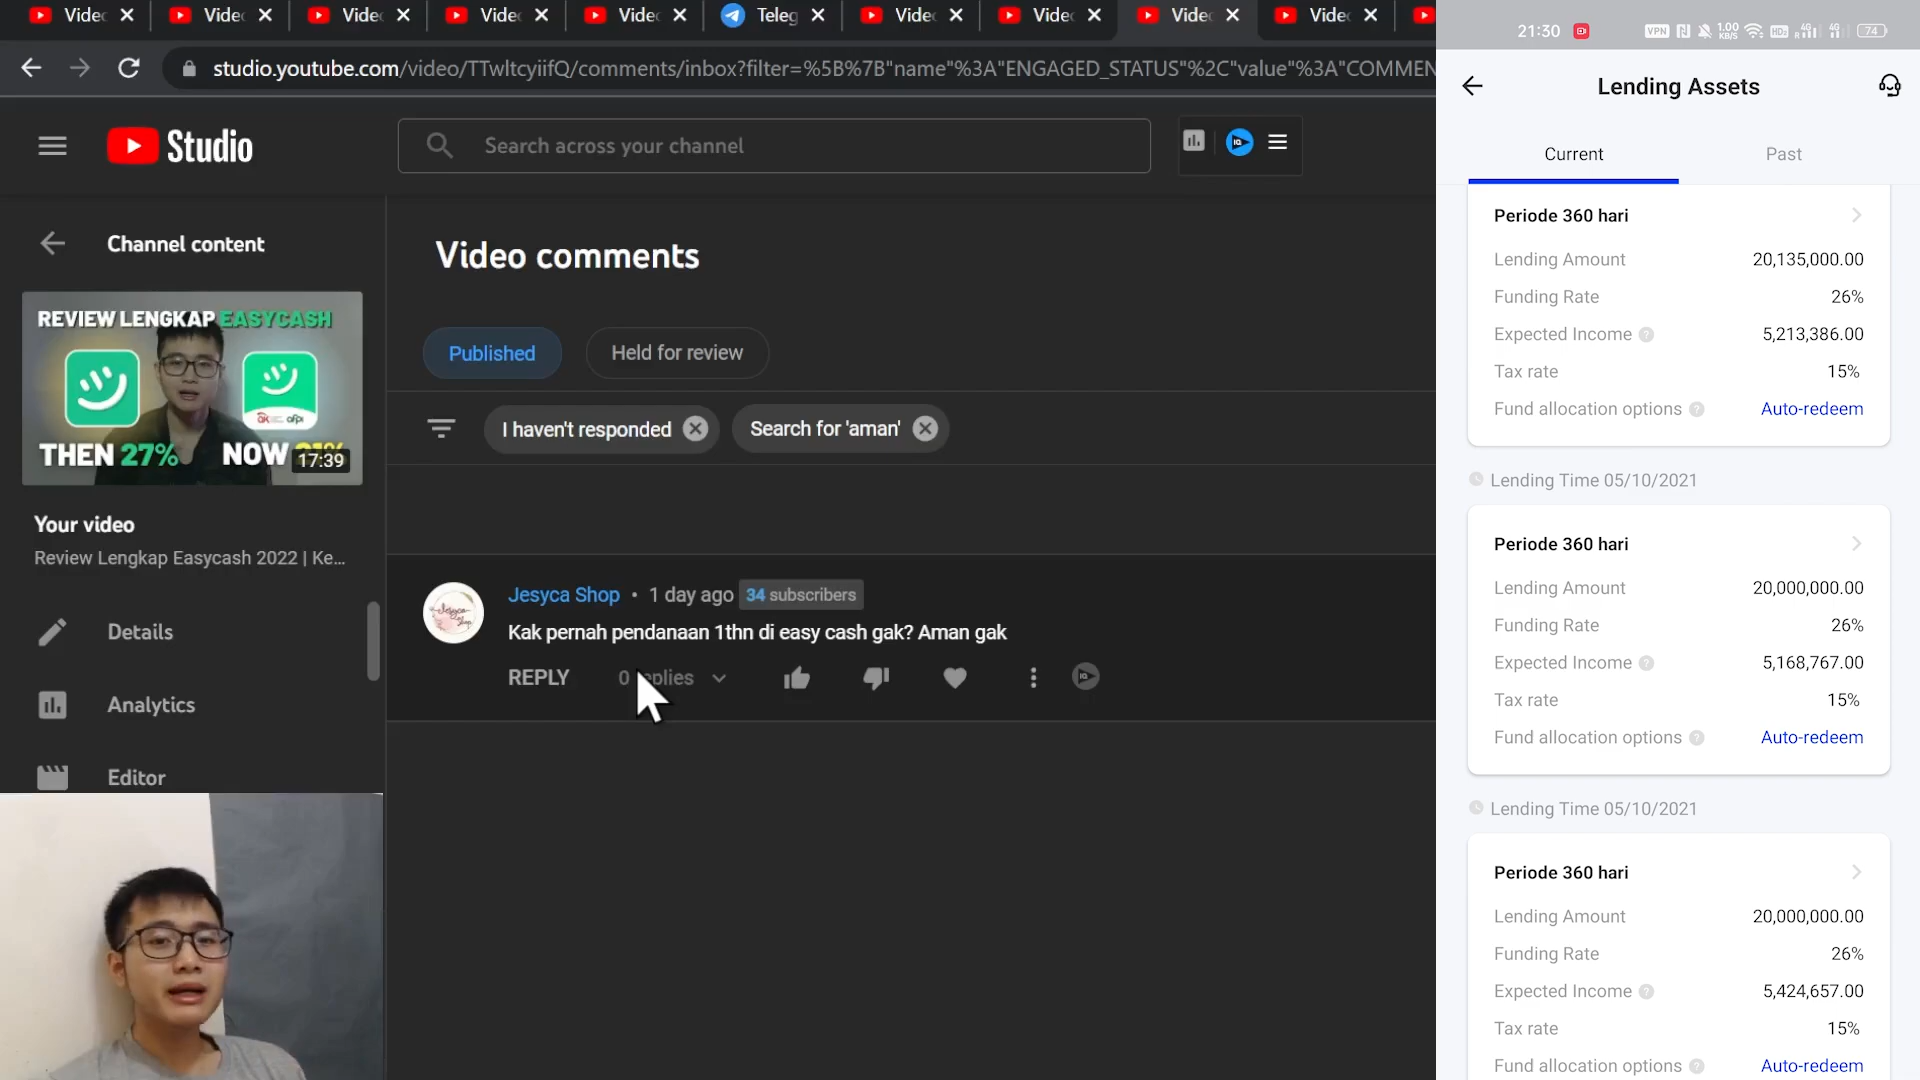 Vide
Vide
Vide
Vide
Vide
Teleg
Vide
Vide
Vide
Vide
studio.youtube.com/video/TTwltcyiifQ/comments/inbox?filter=%5B%7B"name"%3A"ENGAGED_STATUS"%2C"value"%3A"COMMEN
Studio
Search across your channel
Channel content
REVIEW LENGKAP EASYCASH
THEN 27% NOW
17:39
Your video
Review Lengkap Easycash 2022 | Ke...
Details
Analytics
Editor
Video comments
Published
Held for review
I haven't responded
Search for 'aman'
Jesyca Shop • 1 day ago 34 subscribers
Kak pernah pendanaan 1thn di easy cash gak? Aman gak
REPLY
0 replies
21:30
VPN
1.00 KB/S
4G
4G
74
Lending Assets
Current
Past
Periode 360 hari
Lending Amount 20,135,000.00
Funding Rate 26%
Expected Income 5,213,386.00
Tax rate 15%
Fund allocation options Auto-redeem
Lending Time 05/10/2021
Periode 360 hari
Lending Amount 20,000,000.00
Funding Rate 26%
Expected Income 5,168,767.00
Tax rate 15%
Fund allocation options Auto-redeem
Lending Time 05/10/2021
Periode 360 hari
Lending Amount 20,000,000.00
Funding Rate 26%
Expected Income 5,424,657.00
Tax rate 15%
Fund allocation options Auto-redeem